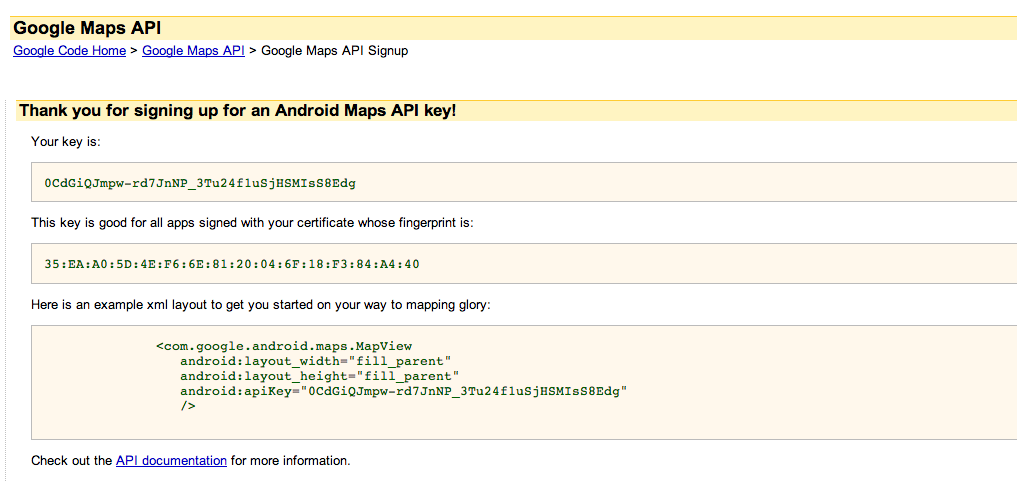 Google Maps API
Google Code Home > Google Maps API > Google Maps API Signup
Thank you for signing up for an Android Maps API key!
Your key is:
0CdGiQJmpw-rd7JnNP_3Tu24f1uSjHSMIsS8Edg
This key is good for all apps signed with your certificate whose fingerprint is:
35:EA:A0:5D:4E:F6:6E:81:20:04:6F:18:F3:84:A4:40
Here is an example xml layout to get you started on your way to mapping glory:
<com.google.android.maps.MapView
android:layout_width="fill_parent"
android:layout_height="fill_parent"
android:apiKey="0CdGiQJmpw-rd7JnNP_3Tu24f1uSjHSMIsS8Edg"
/>
Check out the API documentation for more information.